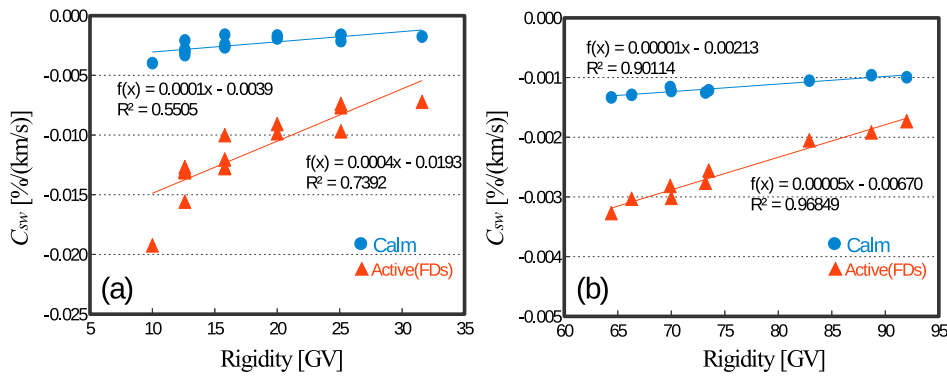 0.000
-0.005
-0.010
-0.015
-0.020
-0.025
C_sw [%/(km/s)]
f(x) = 0.0001x - 0.0039
R² = 0.5505
f(x) = 0.0004x - 0.0193
R² = 0.7392
Calm
Active(FDs)
(a)
5 10 15 20 25 30 35
Rigidity [GV]
0.000
-0.001
-0.002
-0.003
-0.004
-0.005
C_sw [%/(km/s)]
f(x) = 0.00001x - 0.00213
R² = 0.90114
f(x) = 0.00005x - 0.00670
R² = 0.96849
Calm
Active(FDs)
(b)
60 65 70 75 80 85 90 95
Rigidity [GV]